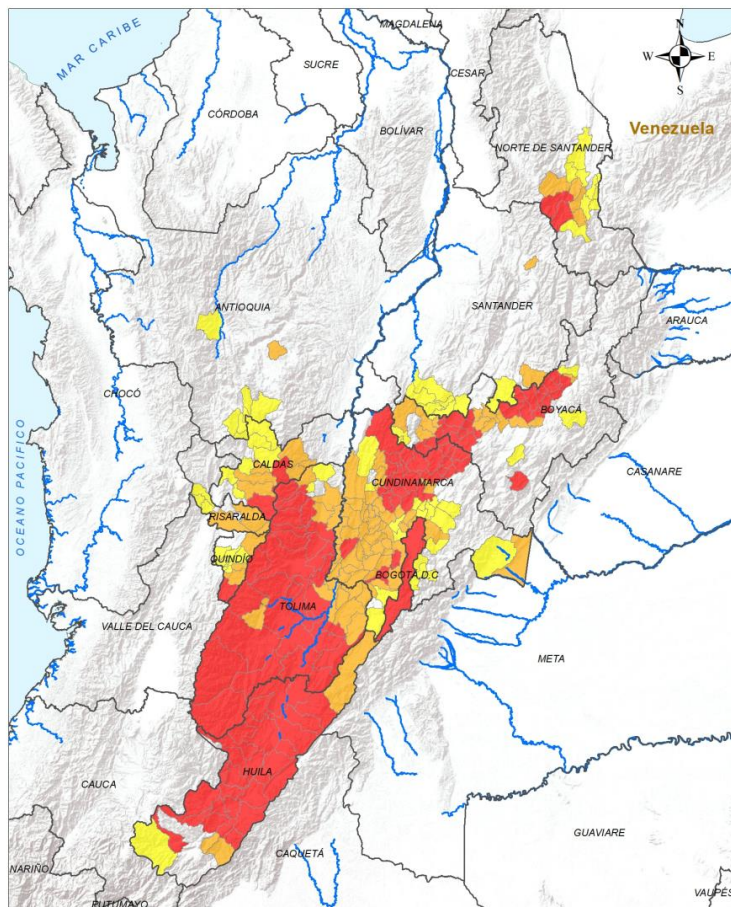 MAGDALENA
N
MAR CARIBE
W
E
SUCRE
CESAR
S
CÓRDOBA
BOLÍVAR
Venezuela
NORTE DE SANTANDER
ANTIOQUIA
SANTANDER
ARAUCA
CHOCÓ
BOYACÁ
CALDAS
CASANARE
CUNDINAMARCA
OCEANO PACIFICO
RISARALDA
QUINDÍO
BOGOTÁ, D.C
TOLIMA
VALLE DEL CAUCA
META
HUILA
CAUCA
GUAVIARE
CAQUETÁ
NARIÑO
PUTUMAYO
VAUPÉS